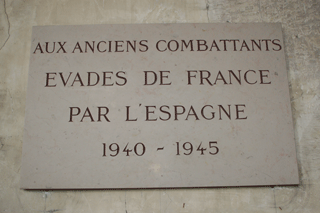 AUX ANCIENS COMBATTANTS
EVADES DE FRANCE
PAR L'ESPAGNE
1940 - 1945